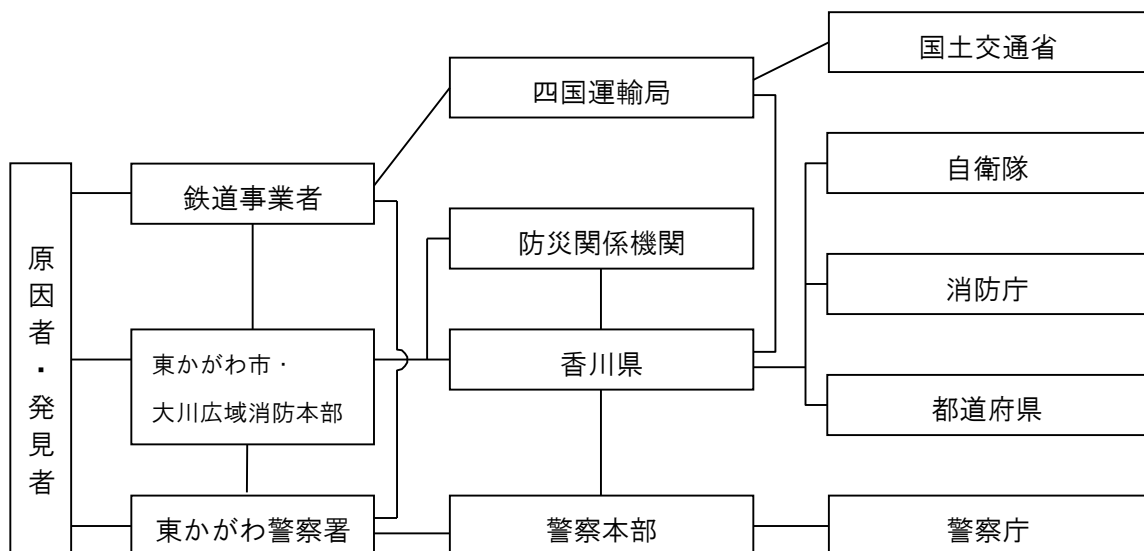 国土交通省
四国運輸局
自衛隊
鉄道事業者
防災関係機関
原因者・発見者
消防庁
東かがわ市・
大川広域消防本部
香川県
都道府県
東かがわ警察署
警察本部
警察庁